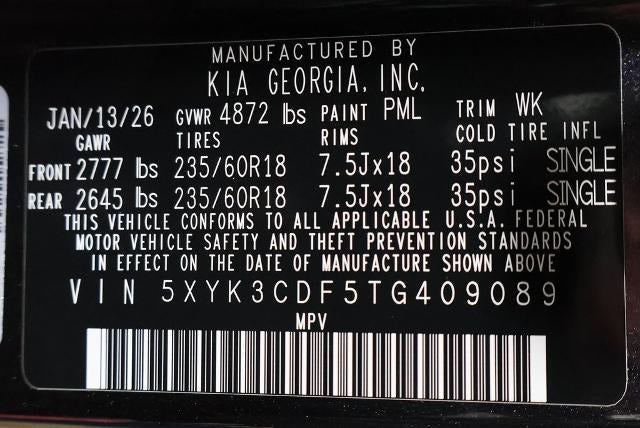 MANUFACTURED BY
KIA GEORGIA, INC.
JAN/13/26 GVWR 4872 lbs PAINT PML TRIM WK
GAWR TIRES RIMS COLD TIRE INFL
FRONT 2777 lbs 235/60R18 7.5Jx18 35psi SINGLE
REAR 2645 lbs 235/60R18 7.5Jx18 35psi SINGLE
THIS VEHICLE CONFORMS TO ALL APPLICABLE U.S.A. FEDERAL
MOTOR VEHICLE SAFETY AND THEFT PREVENTION STANDARDS
IN EFFECT ON THE DATE OF MANUFACTURE SHOWN ABOVE
VIN 5XYK3CDF5TG409089
MPV